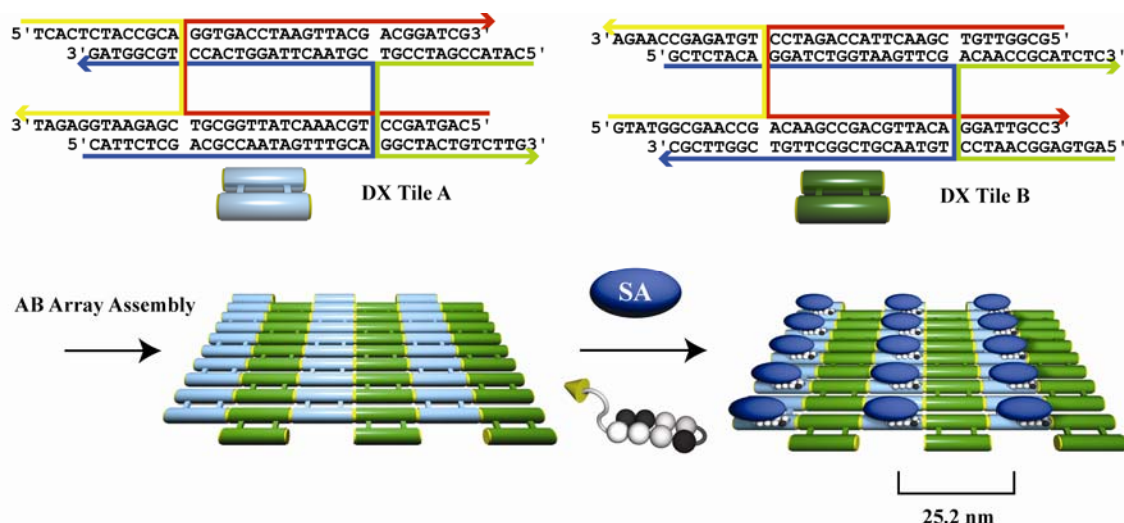 5'TCACTCTACCGCA GGTGACCTAAGTTACG ACGGATCG3'
3'GATGGCGT CCACTGGATTCAATGC TGCCTAGCCATAC5'
3'TAGAGGTAAGAGC TGCGGTTATCAAACGT CCGATGAC5'
5'CATTCTCG ACGCCAATAGTTTGCA GGCTACTGTCTTG3'
DX Tile A
3'AGAACCGAGATGT CCTAGACCATTCAAGC TGTTGGCG5'
5'GCTCTACA GGATCTGGTAAGTTCG ACAACCGCATCTC3'
5'GTATGGCGAACCG ACAAGCCGACGTTACA GGATTGCC3'
3'CGCTTGGC TGTTCGGCTGCAATGT CCTAACGGAGTGA5'
DX Tile B
AB Array Assembly
SA
25.2 nm